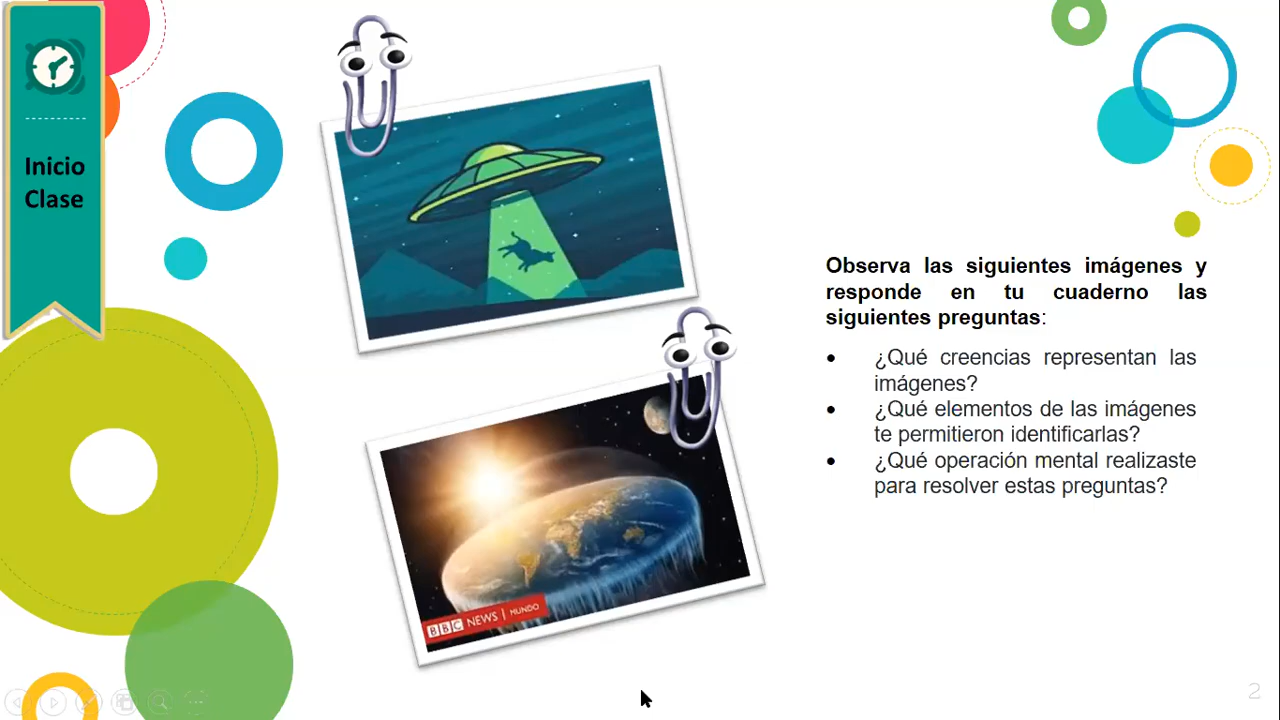 Inicio
Clase
Observa las siguientes imágenes y
responde en tu cuaderno las
siguientes preguntas:
• ¿Qué creencias representan las
imágenes?
• ¿Qué elementos de las imágenes
te permitieron identificarlas?
• ¿Qué operación mental realizaste
para resolver estas preguntas?
BBC NEWS | MUNDO
2